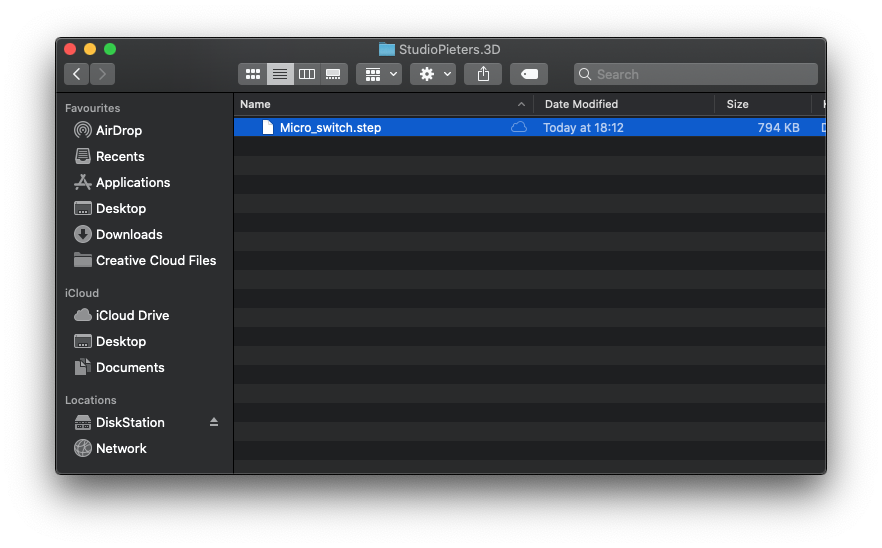 StudioPieters.3D
Search
Favourites
AirDrop
Recents
Applications
Desktop
Downloads
Creative Cloud Files
iCloud
iCloud Drive
Desktop
Documents
Locations
DiskStation
Network
Name Date Modified Size
Micro_switch.step Today at 18:12 794 KB